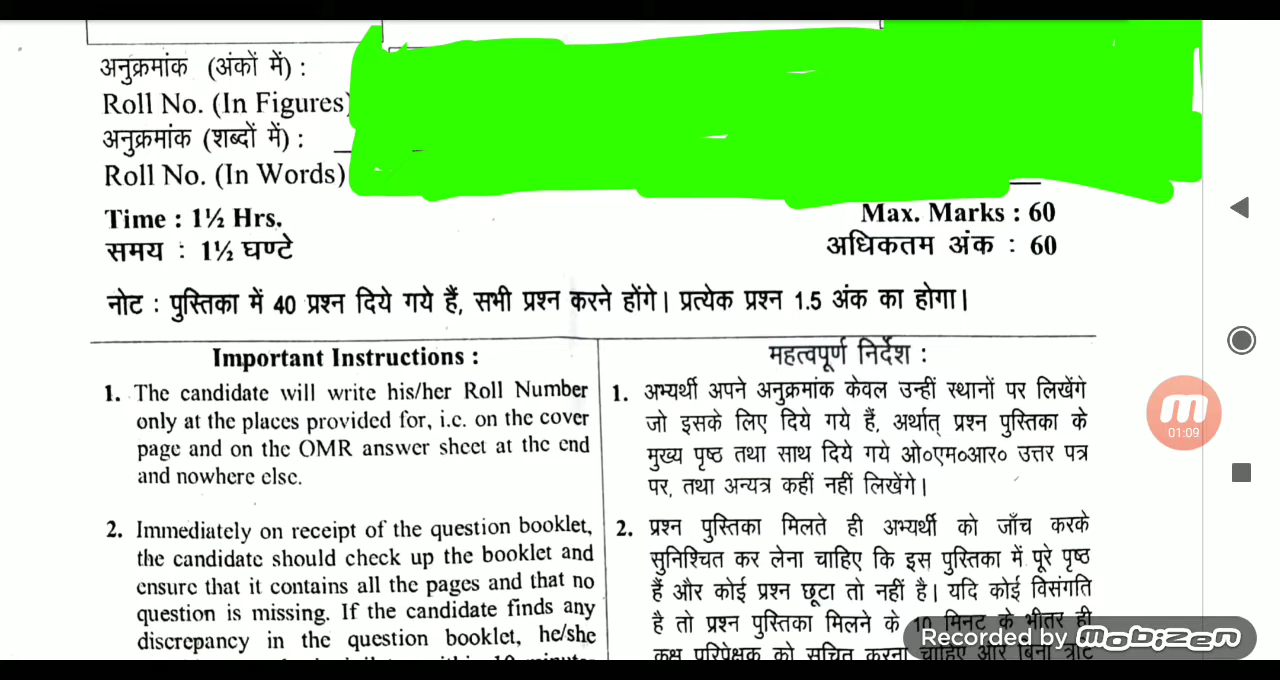 अनुक्रमांक (अंकों में) :
Roll No. (In Figures)
अनुक्रमांक (शब्दों में) :
Roll No. (In Words)
Time : 1½ Hrs.
Max. Marks : 60
समय : 1½ घण्टे
अधिकतम अंक : 60
नोट : पुस्तिका में 40 प्रश्न दिये गये हैं, सभी प्रश्न करने होंगे। प्रत्येक प्रश्न 1.5 अंक का होगा।
Important Instructions :
1. The candidate will write his/her Roll Number
only at the places provided for, i.e. on the cover
page and on the OMR answer sheet at the end
and nowhere else.
2. Immediately on receipt of the question booklet,
the candidate should check up the booklet and
ensure that it contains all the pages and that no
question is missing. If the candidate finds any
discrepancy in the question booklet, he/she
महत्वपूर्ण निर्देश :
1. अभ्यर्थी अपने अनुक्रमांक केवल उन्हीं स्थानों पर लिखेंगे
जो इसके लिए दिये गये हैं, अर्थात् प्रश्न पुस्तिका के
मुख्य पृष्ठ तथा साथ दिये गये ओ०एम०आर० उत्तर पत्र
पर, तथा अन्यत्र कहीं नहीं लिखेंगे।
2. प्रश्न पुस्तिका मिलते ही अभ्यर्थी को जाँच करके
सुनिश्चित कर लेना चाहिए कि इस पुस्तिका में पूरे पृष्ठ
हैं और कोई प्रश्न छूटा तो नहीं है। यदि कोई विसंगति
है तो प्रश्न पुस्तिका मिलने के 10 मिनट के भीतर ही
01:09
Recorded by mobizen